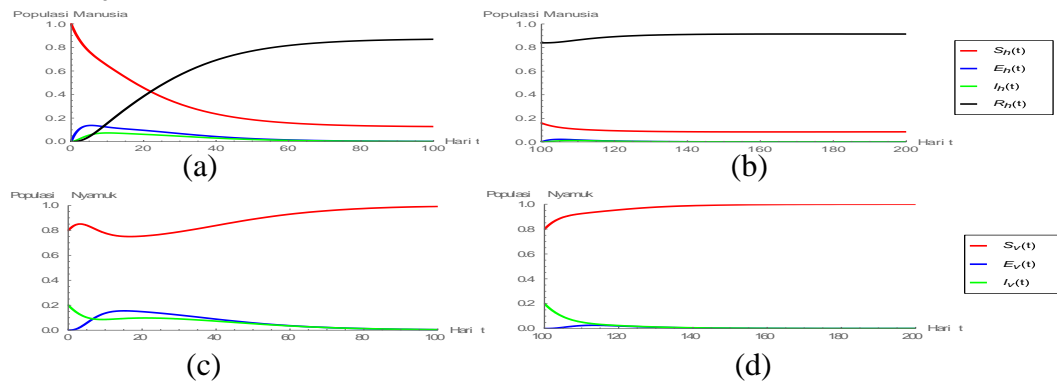 Populasi Manusia
1.0
0.8
0.6
0.4
0.2
0.0
0
20
40
60
80
100
Hari t
(a)
Populasi Manusia
1.0
0.8
0.6
0.4
0.2
0.0
100
120
140
160
180
200
Hari t
(b)
Sh(t)
Eh(t)
Ih(t)
Rh(t)
Populasi Nyamuk
1.0
0.8
0.6
0.4
0.2
0.0
0
20
40
60
80
100
Hari t
(c)
Populasi Nyamuk
1.0
0.8
0.6
0.4
0.2
0.0
100
120
140
160
180
200
Hari t
(d)
Sv(t)
Ev(t)
Iv(t)